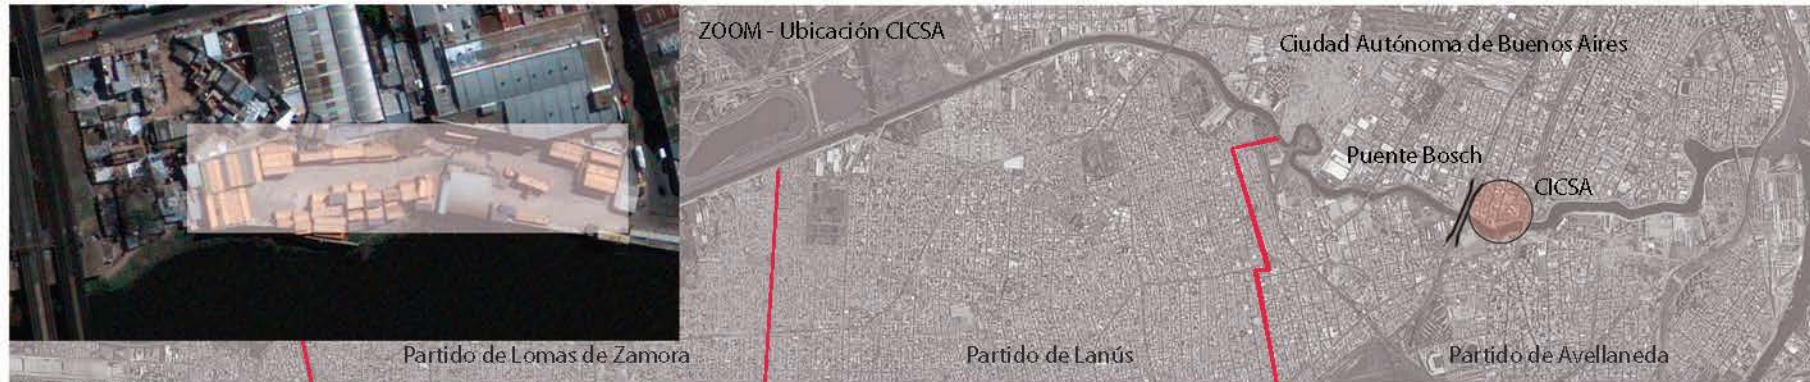 ZOOM - Ubicación CICSA
Ciudad Autónoma de Buenos Aires
Puente Bosch
CICSA
Partido de Lomas de Zamora
Partido de Lanús
Partido de Avellaneda